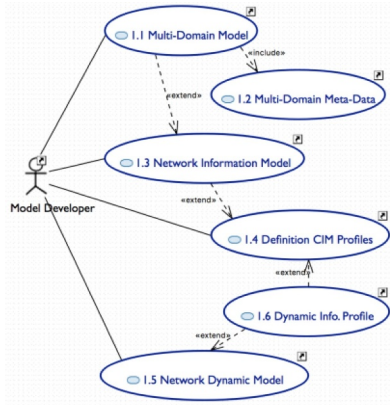 1.1 Multi-Domain Model
«include»
«extend»
1.2 Multi-Domain Meta-Data
1.3 Network Information Model
«extend»
Model Developer
1.4 Definition CIM Profiles
«extend»
1.6 Dynamic Info. Profile
«extend»
1.5 Network Dynamic Model